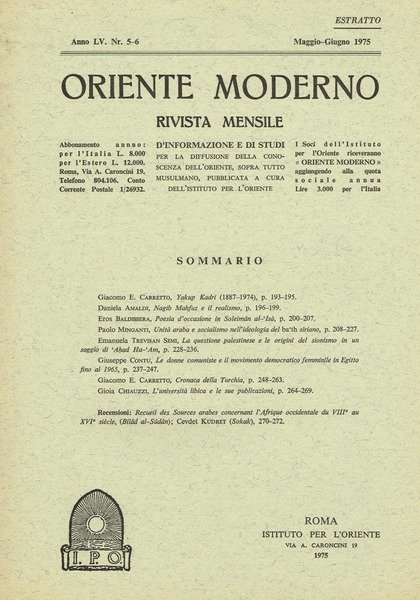 ESTRATTO
Anno LV. Nr. 5-6
Maggio-Giugno 1975
ORIENTE MODERNO
RIVISTA MENSILE
Abbonamento annuo:
per l'Italia L. 8.000
per l'Estero L. 12.000.
Roma, Via A. Caroncini 19.
Telefono 804.106. Conto
Corrente Postale 1/26932.
D'INFORMAZIONE E DI STUDI
PER LA DIFFUSIONE DELLA CONO-
SCENZA DELL'ORIENTE, SOPRA TUTTO
MUSULMANO, PUBBLICATA A CURA
DELL'ISTITUTO PER L'ORIENTE
I Soci dell'Istituto
per l'Oriente riceveranno
« ORIENTE MODERNO »
aggiungendo alla quota
sociale annua
Lire 3.000 per l'Italia
SOMMARIO
Giacomo E. CARRETTO, Yakup Kadri (1887-1974), p. 193-195.
Daniela AMALDI, Nagīb Maḥfuẓ e il realismo, p. 196-199.
Eros BALDISSERA, Poesia d'occasione in Soleimān al-'Īsà, p. 200-207.
Paolo MINGANTI, Unità araba e socialismo nell'ideologia del ba'th siriano, p. 208-227.
Emanuela TREVISAN SEMI, La questione palestinese e le origini del sionismo in un
saggio di 'Aḥad Ha-'Am, p. 228-236.
Giuseppe CONTU, Le donne comuniste e il movimento democratico femminile in Egitto
fino al 1965, p. 237-247.
Giacomo E. CARRETTO, Cronaca della Turchia, p. 248-263.
Gioia CHIAUZZI, L'università libica e le sue publicazioni, p. 264-269.
Recensioni: Recueil des Sources arabes concernant l'Afrique occidentale du VIIIe au
XVIe siècle, (Bilād al-Sūdān); Cevdet KUDRET (Sokak), 270-272.
I. P. O.
ROMA
ISTITUTO PER L'ORIENTE
VIA A. CARONCINI 19
1975